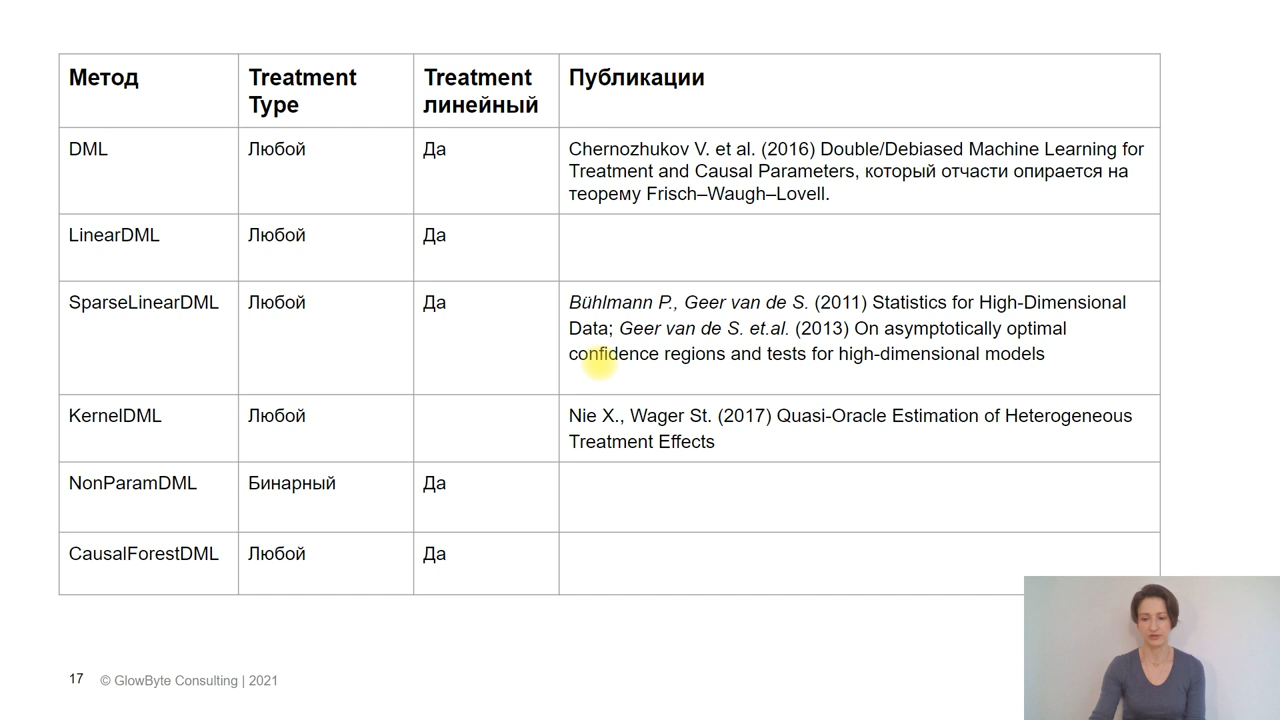 Метод
Treatment
Type
Treatment
линейный
Публикации
DML
Любой
Да
Chernozhukov V. et al. (2016) Double/Debiased Machine Learning for
Treatment and Causal Parameters, который отчасти опирается на
теорему Frisch–Waugh–Lovell.
LinearDML
Любой
Да
SparseLinearDML
Любой
Да
Bühlmann P., Geer van de S. (2011) Statistics for High-Dimensional
Data; Geer van de S. et.al. (2013) On asymptotically optimal
confidence regions and tests for high-dimensional models
KernelDML
Любой
Nie X., Wager St. (2017) Quasi-Oracle Estimation of Heterogeneous
Treatment Effects
NonParamDML
Бинарный
Да
CausalForestDML
Любой
Да
17
© GlowByte Consulting | 2021